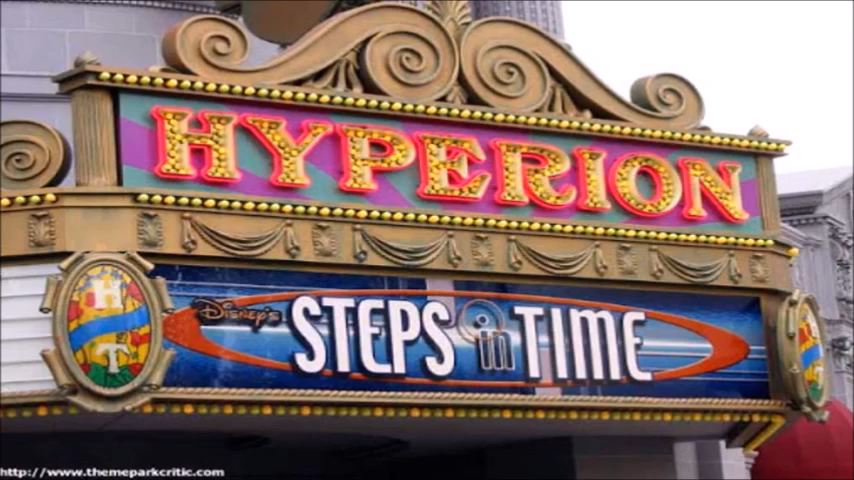 HYPERION
Disney's STEPS in TIME
H
T
http://www.themeparkcritic.com